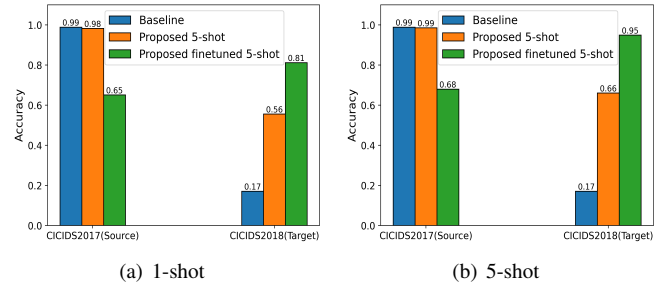 Accuracy
1.0
0.8
0.6
0.4
0.2
0.0
Baseline
Proposed 5-shot
Proposed finetuned 5-shot
0.99
0.98
0.65
0.17
0.56
0.81
CICIDS2017(Source)
CICIDS2018(Target)
(a) 1-shot
Accuracy
1.0
0.8
0.6
0.4
0.2
0.0
Baseline
Proposed 5-shot
Proposed finetuned 5-shot
0.99
0.99
0.68
0.17
0.66
0.95
CICIDS2017(Source)
CICIDS2018(Target)
(b) 5-shot